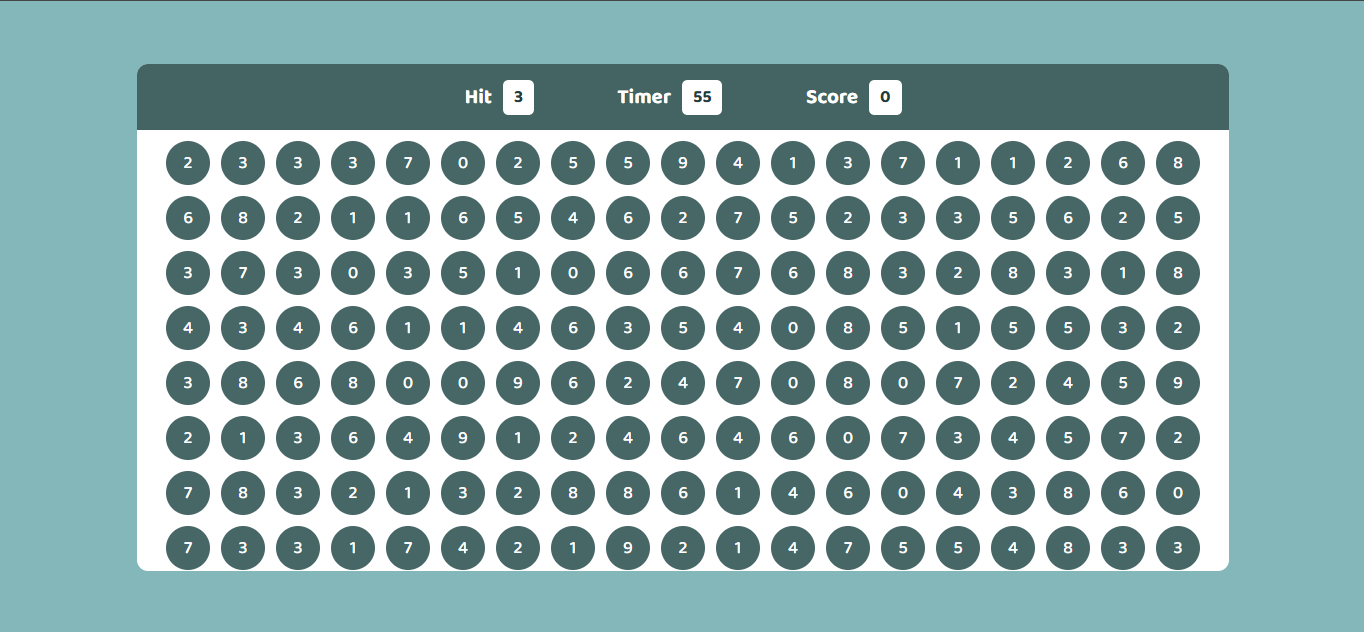 Hit 3 Timer 55 Score 0
2 3 3 3 7 0 2 5 5 9 4 1 3 7 1 1 2 6 8
6 8 2 1 1 6 5 4 6 2 7 5 2 3 3 5 6 2 5
3 7 3 0 3 5 1 0 6 6 7 6 8 3 2 8 3 1 8
4 3 4 6 1 1 4 6 3 5 4 0 8 5 1 5 5 3 2
3 8 6 8 0 0 9 6 2 4 7 0 8 0 7 2 4 5 9
2 1 3 6 4 9 1 2 4 6 4 6 0 7 3 4 5 7 2
7 8 3 2 1 3 2 8 8 6 1 4 6 0 4 3 8 6 0
7 3 3 1 7 4 2 1 9 2 1 4 7 5 5 4 8 3 3